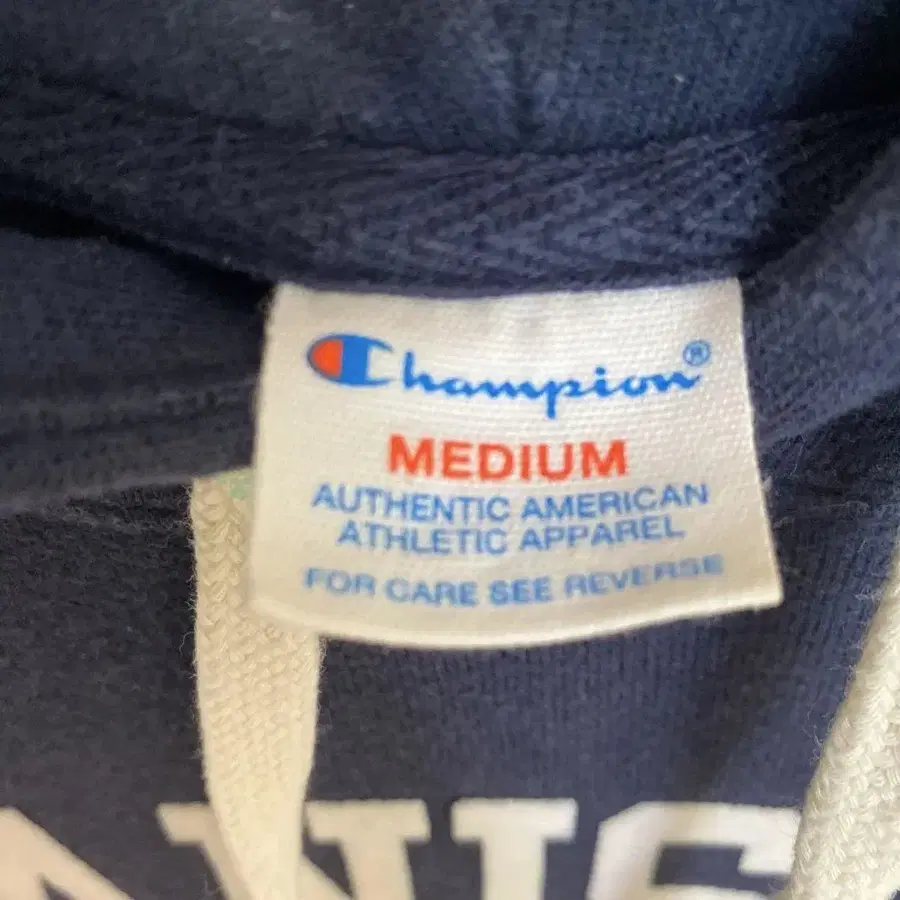 Champion®
MEDIUM
AUTHENTIC AMERICAN
ATHLETIC APPAREL
FOR CARE SEE REVERSE